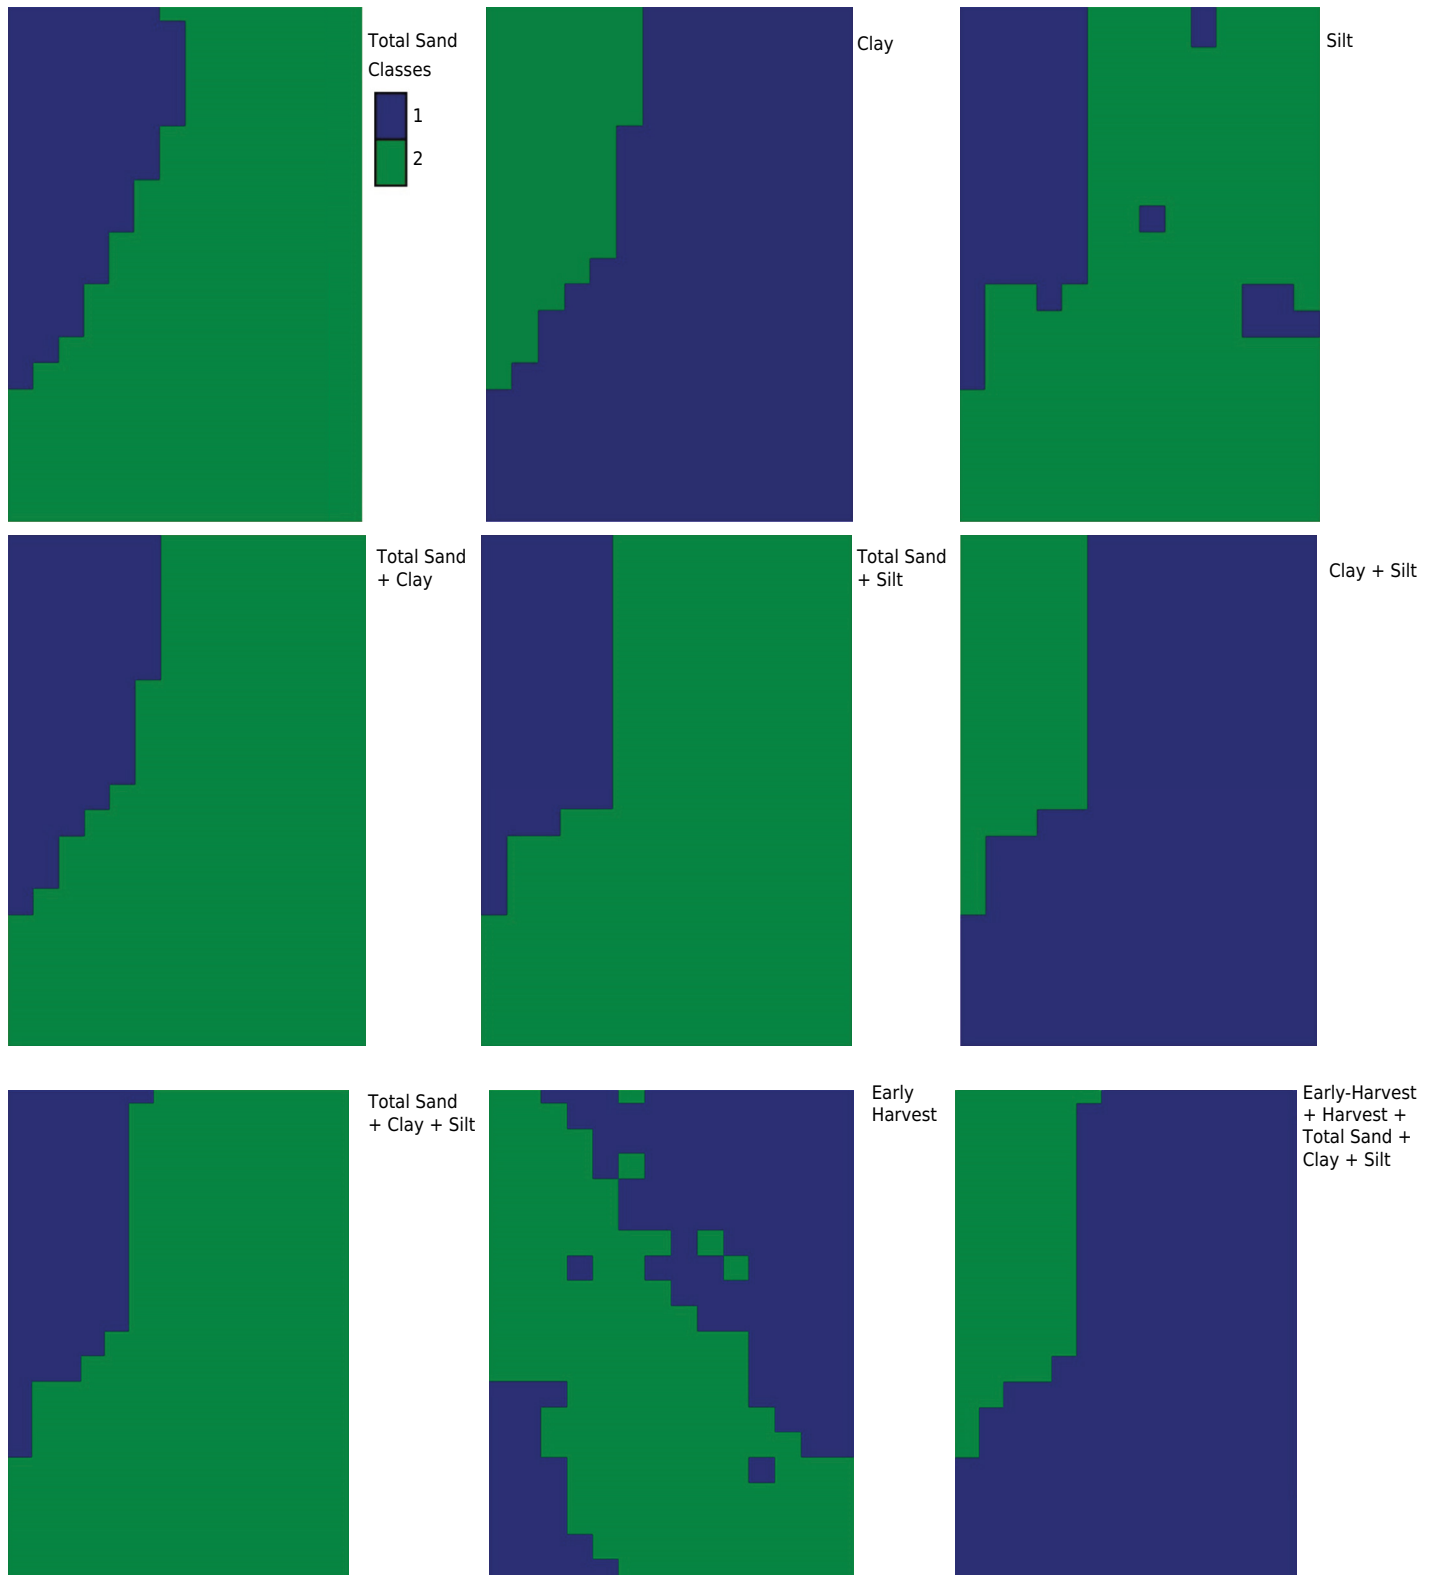 Total Sand
Classes
1
2
Clay
Silt
Total Sand
+ Clay
Total Sand
+ Silt
Clay + Silt
Total Sand
+ Clay + Silt
Early
Harvest
Early-Harvest
+ Harvest +
Total Sand +
Clay + Silt